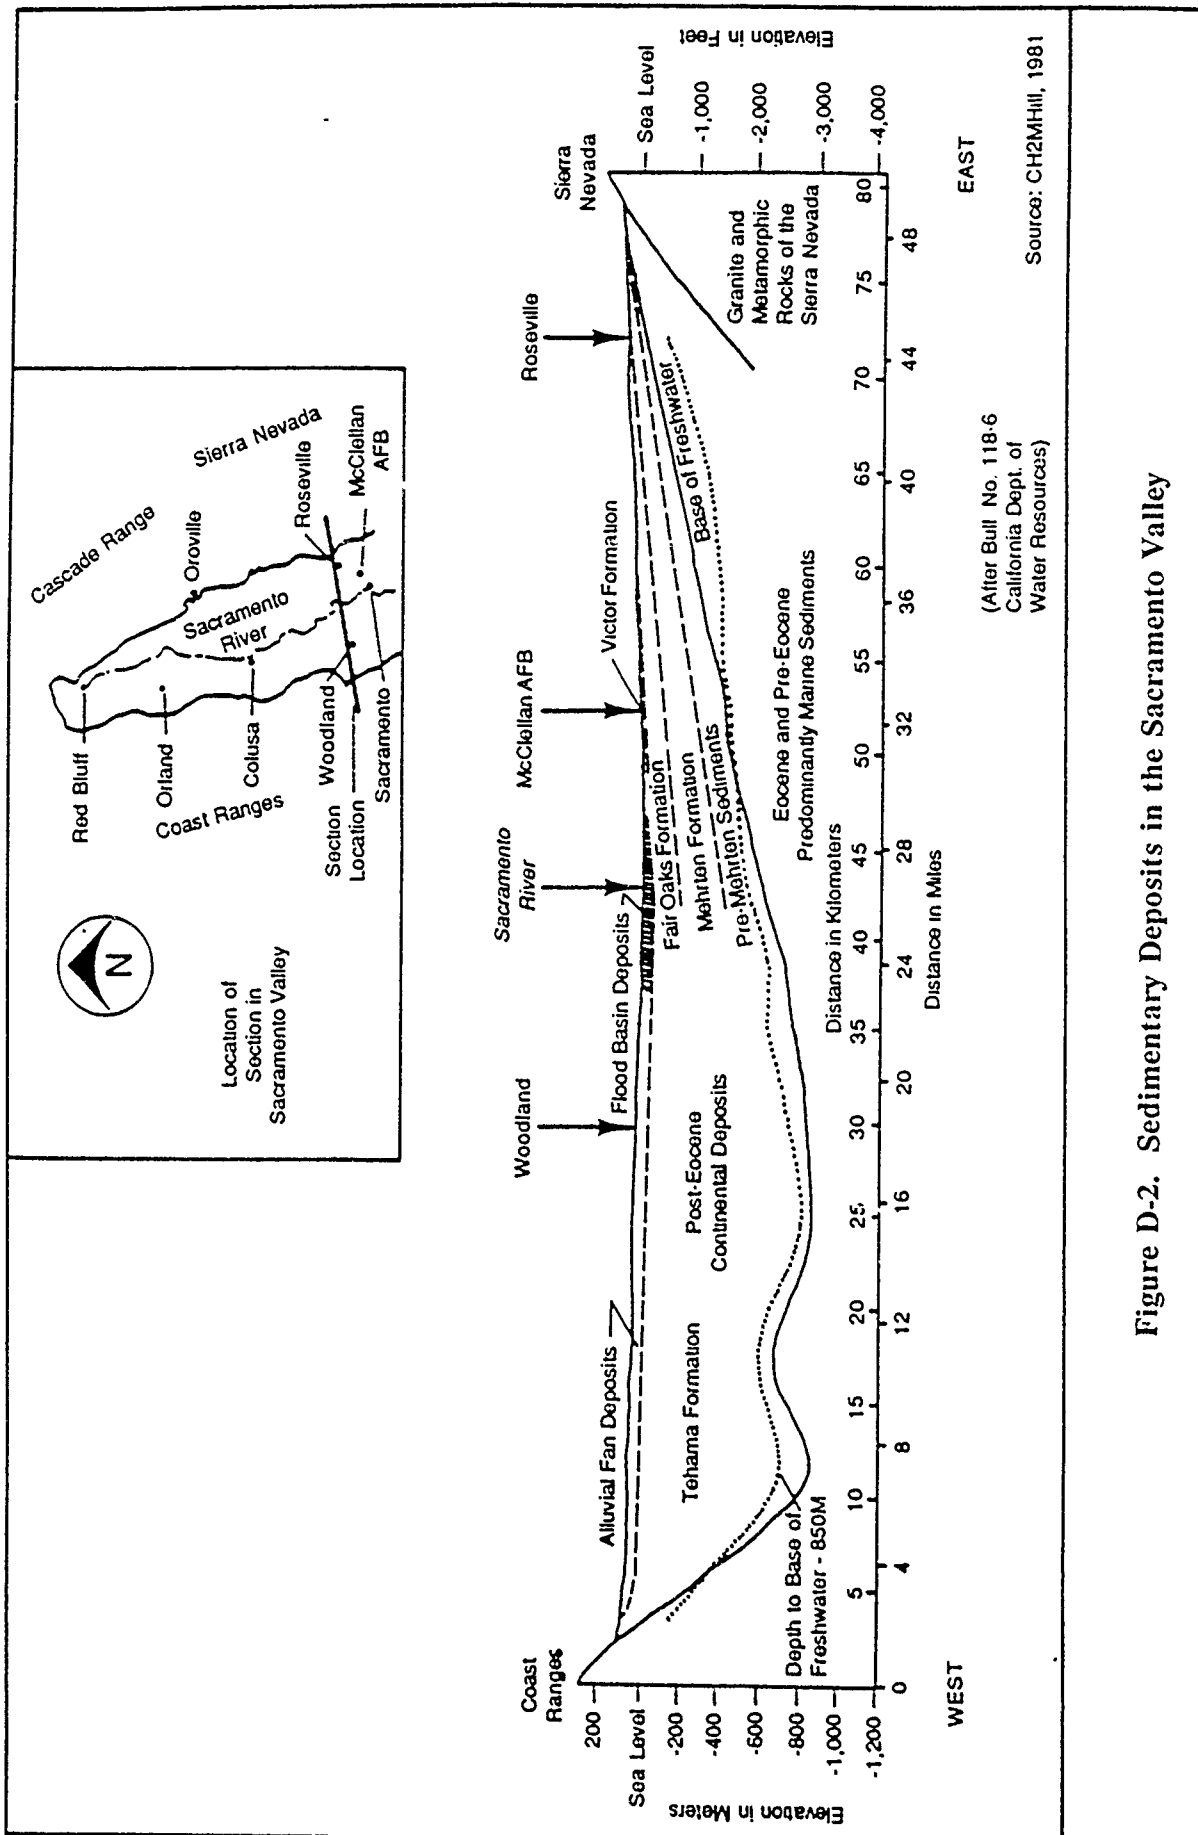 Location of
Section in
Sacramento Valley
N
Cascade Range
Sierra Nevada
Red Bluff
Orland
Colusa
Coast Ranges
Oroville
Sacramento
River
Roseville
McClellan
AFB
Woodland
Section
Location
Sacramento
Coast
Ranges
Woodland
Sacramento
River
McClellan AFB
Roseville
Sierra
Nevada
Elevation in Meters
200
Sea Level
-200
-400
-600
-800
-1,000
-1,200
Elevation in Feet
Sea Level
-1,000
-2,000
-3,000
-4,000
Alluvial Fan Deposits
Flood Basin Deposits
Victor Formation
Tehama Formation
Post-Eocene
Continental Deposits
Fair Oaks Formation
Mehrten Formation
Pre-Mehrten Sediments
Base of Freshwater
Granite and
Metamorphic
Rocks of the
Sierra Nevada
Eocene and Pre-Eocene
Predominantly Marine Sediments
Depth to Base of
Freshwater - 850M
Distance in Kilometers
5 10 15 20 25 30 35 40 45 50 55 60 65 70 75 80
0 4 8 12 16 20 24 28 32 36 40 44 48
Distance in Miles
WEST
EAST
(After Bull No. 118-6
California Dept. of
Water Resources)
Source: CH2MHill, 1981
Figure D-2. Sedimentary Deposits in the Sacramento Valley